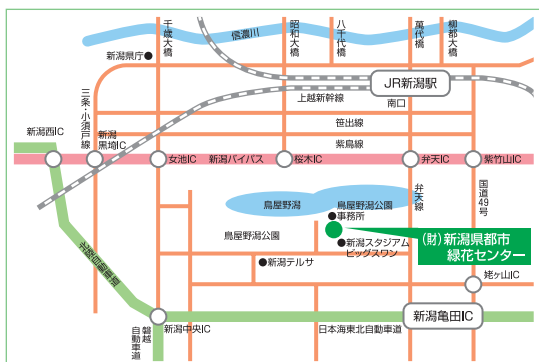 千歳大橋
信濃川
昭和大橋
八千代橋
萬代橋
柳都大橋
新潟県庁
JR新潟駅
南口
上越新幹線
三条・小須戸線
笹出線
紫鳥線
新潟西IC
新潟
黒埼IC
女池IC
新潟バイパス
桜木IC
弁天IC
紫竹山IC
弁天線
国道49号
鳥屋野潟
鳥屋野潟公園
事務所
鳥屋野潟公園
新潟スタジアム
ビッグスワン
(財)新潟県都市
緑花センター
新潟テルサ
姥ヶ山IC
北陸自動車道
新潟亀田IC
新潟中央IC
日本海東北自動車道
磐越
自動車道